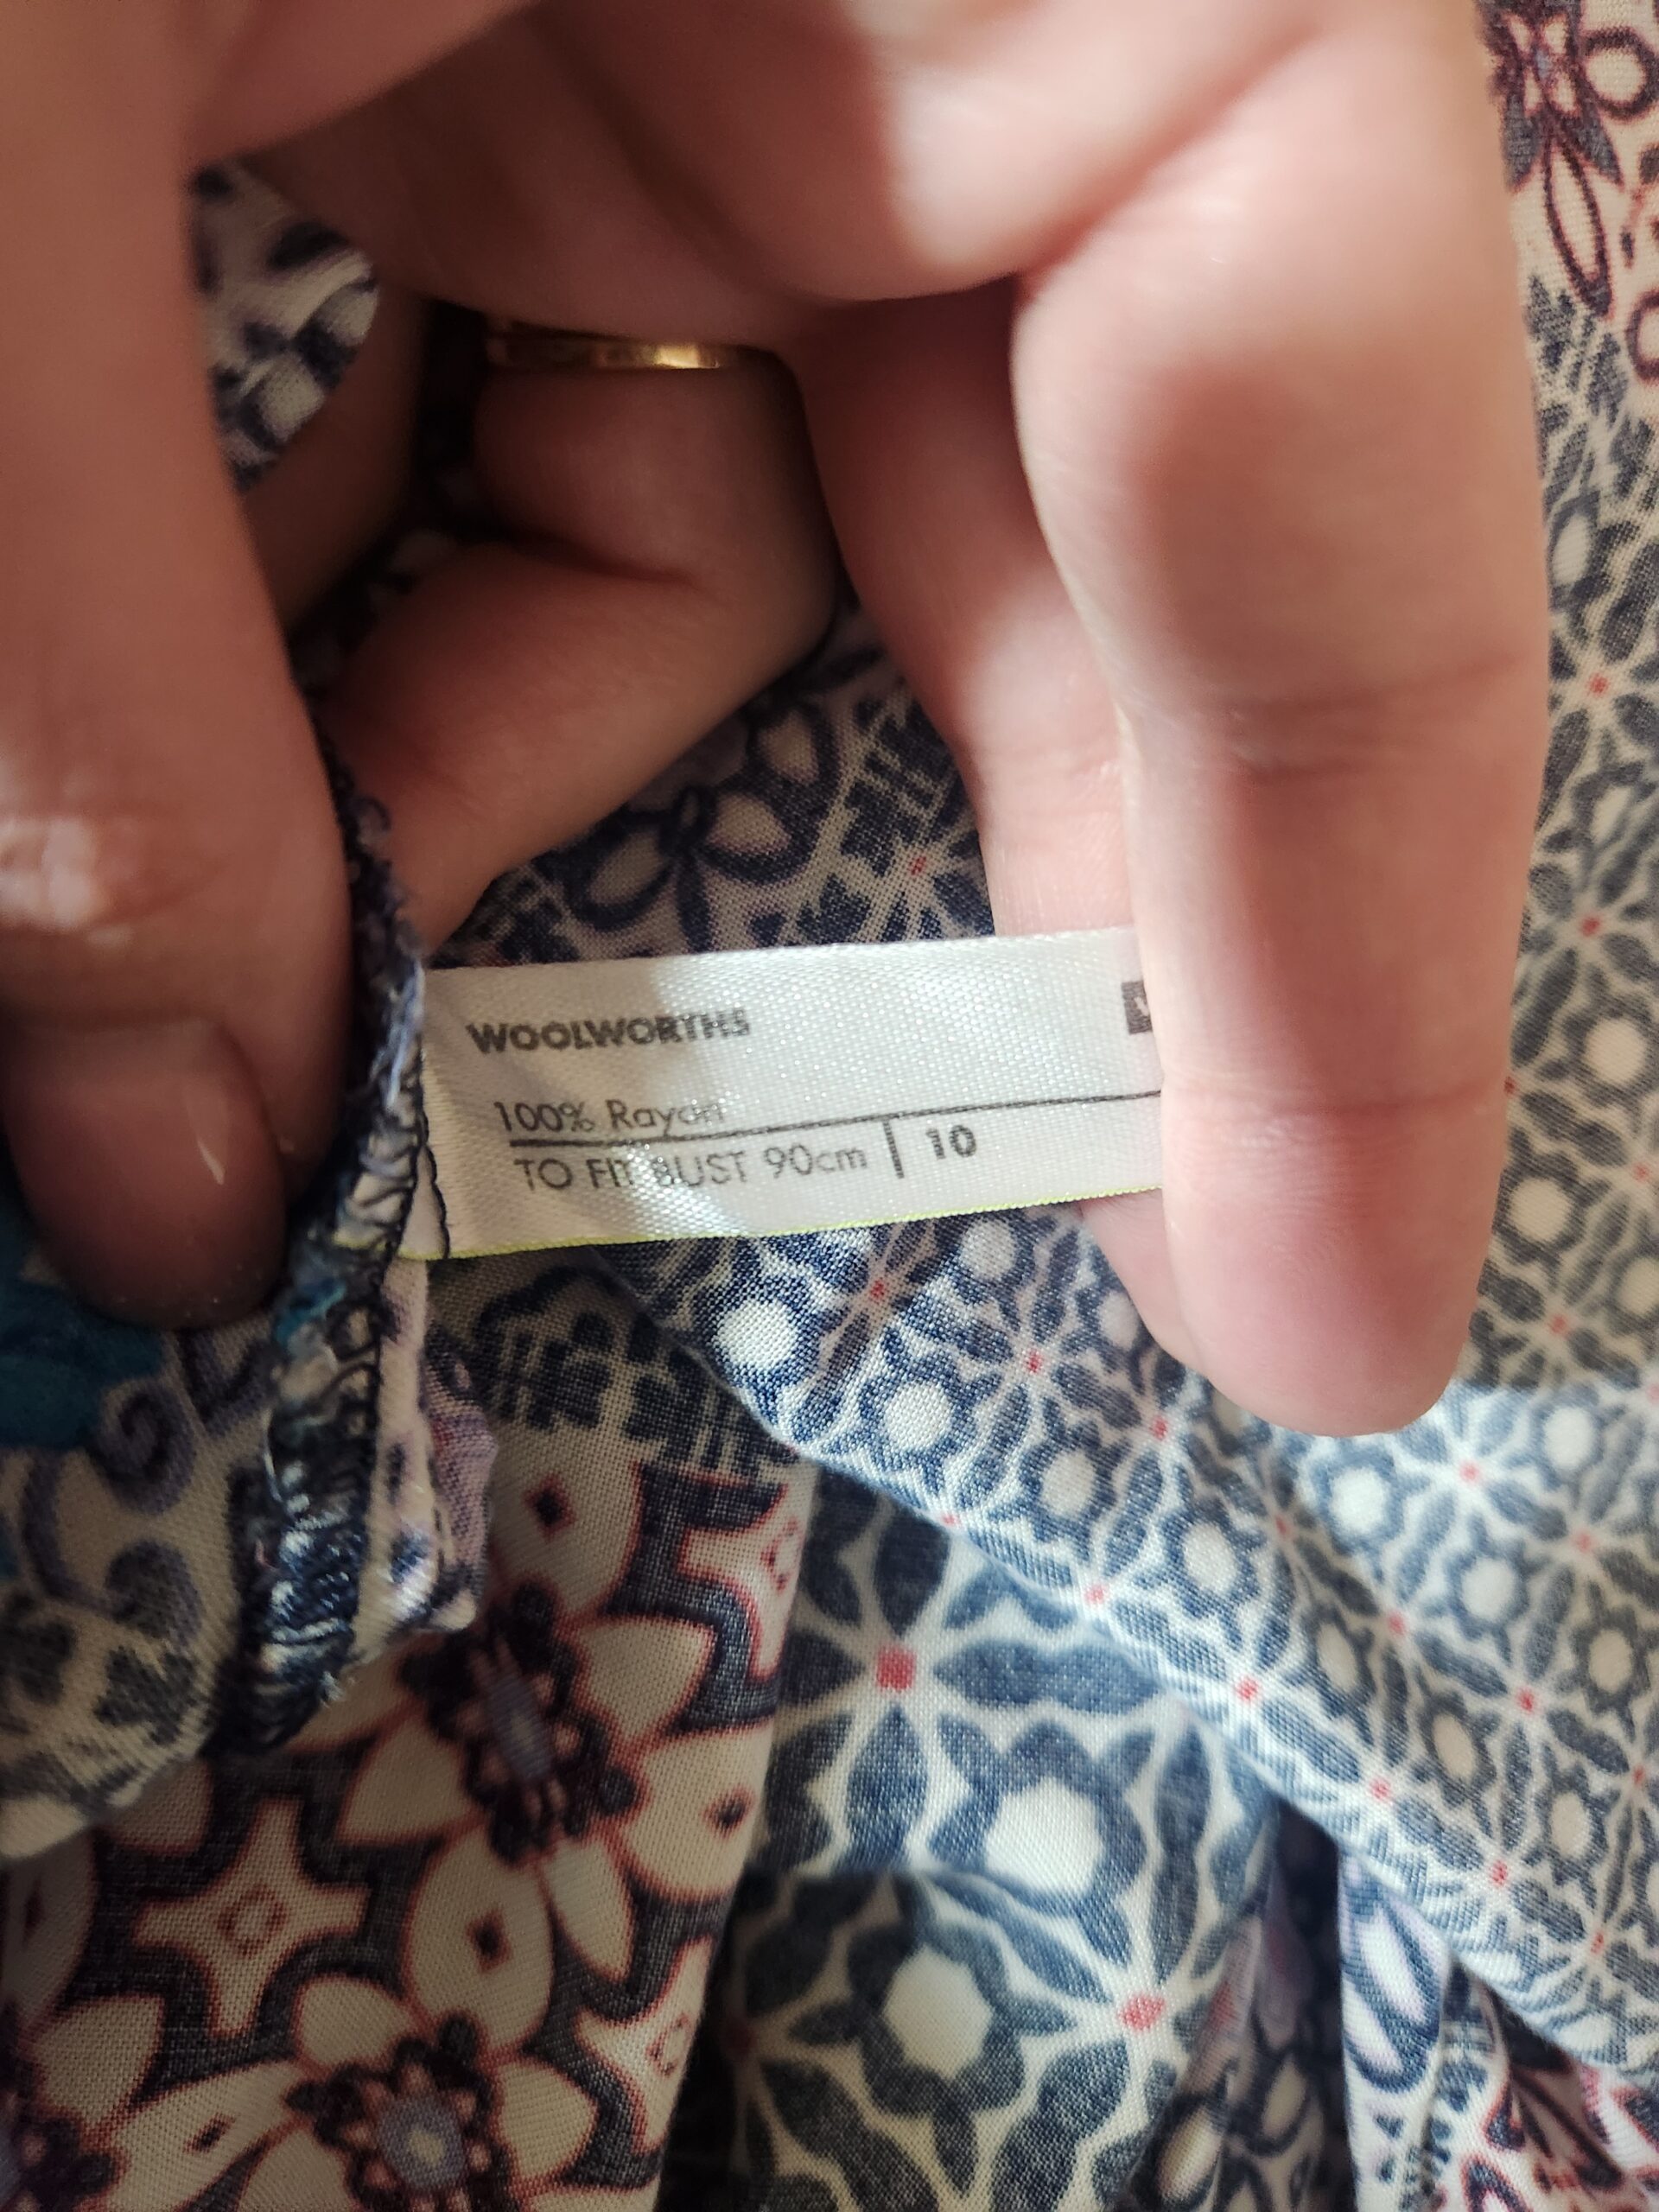 WOOLWORTHS
100% Rayon
TO FIT BUST 90cm | 10